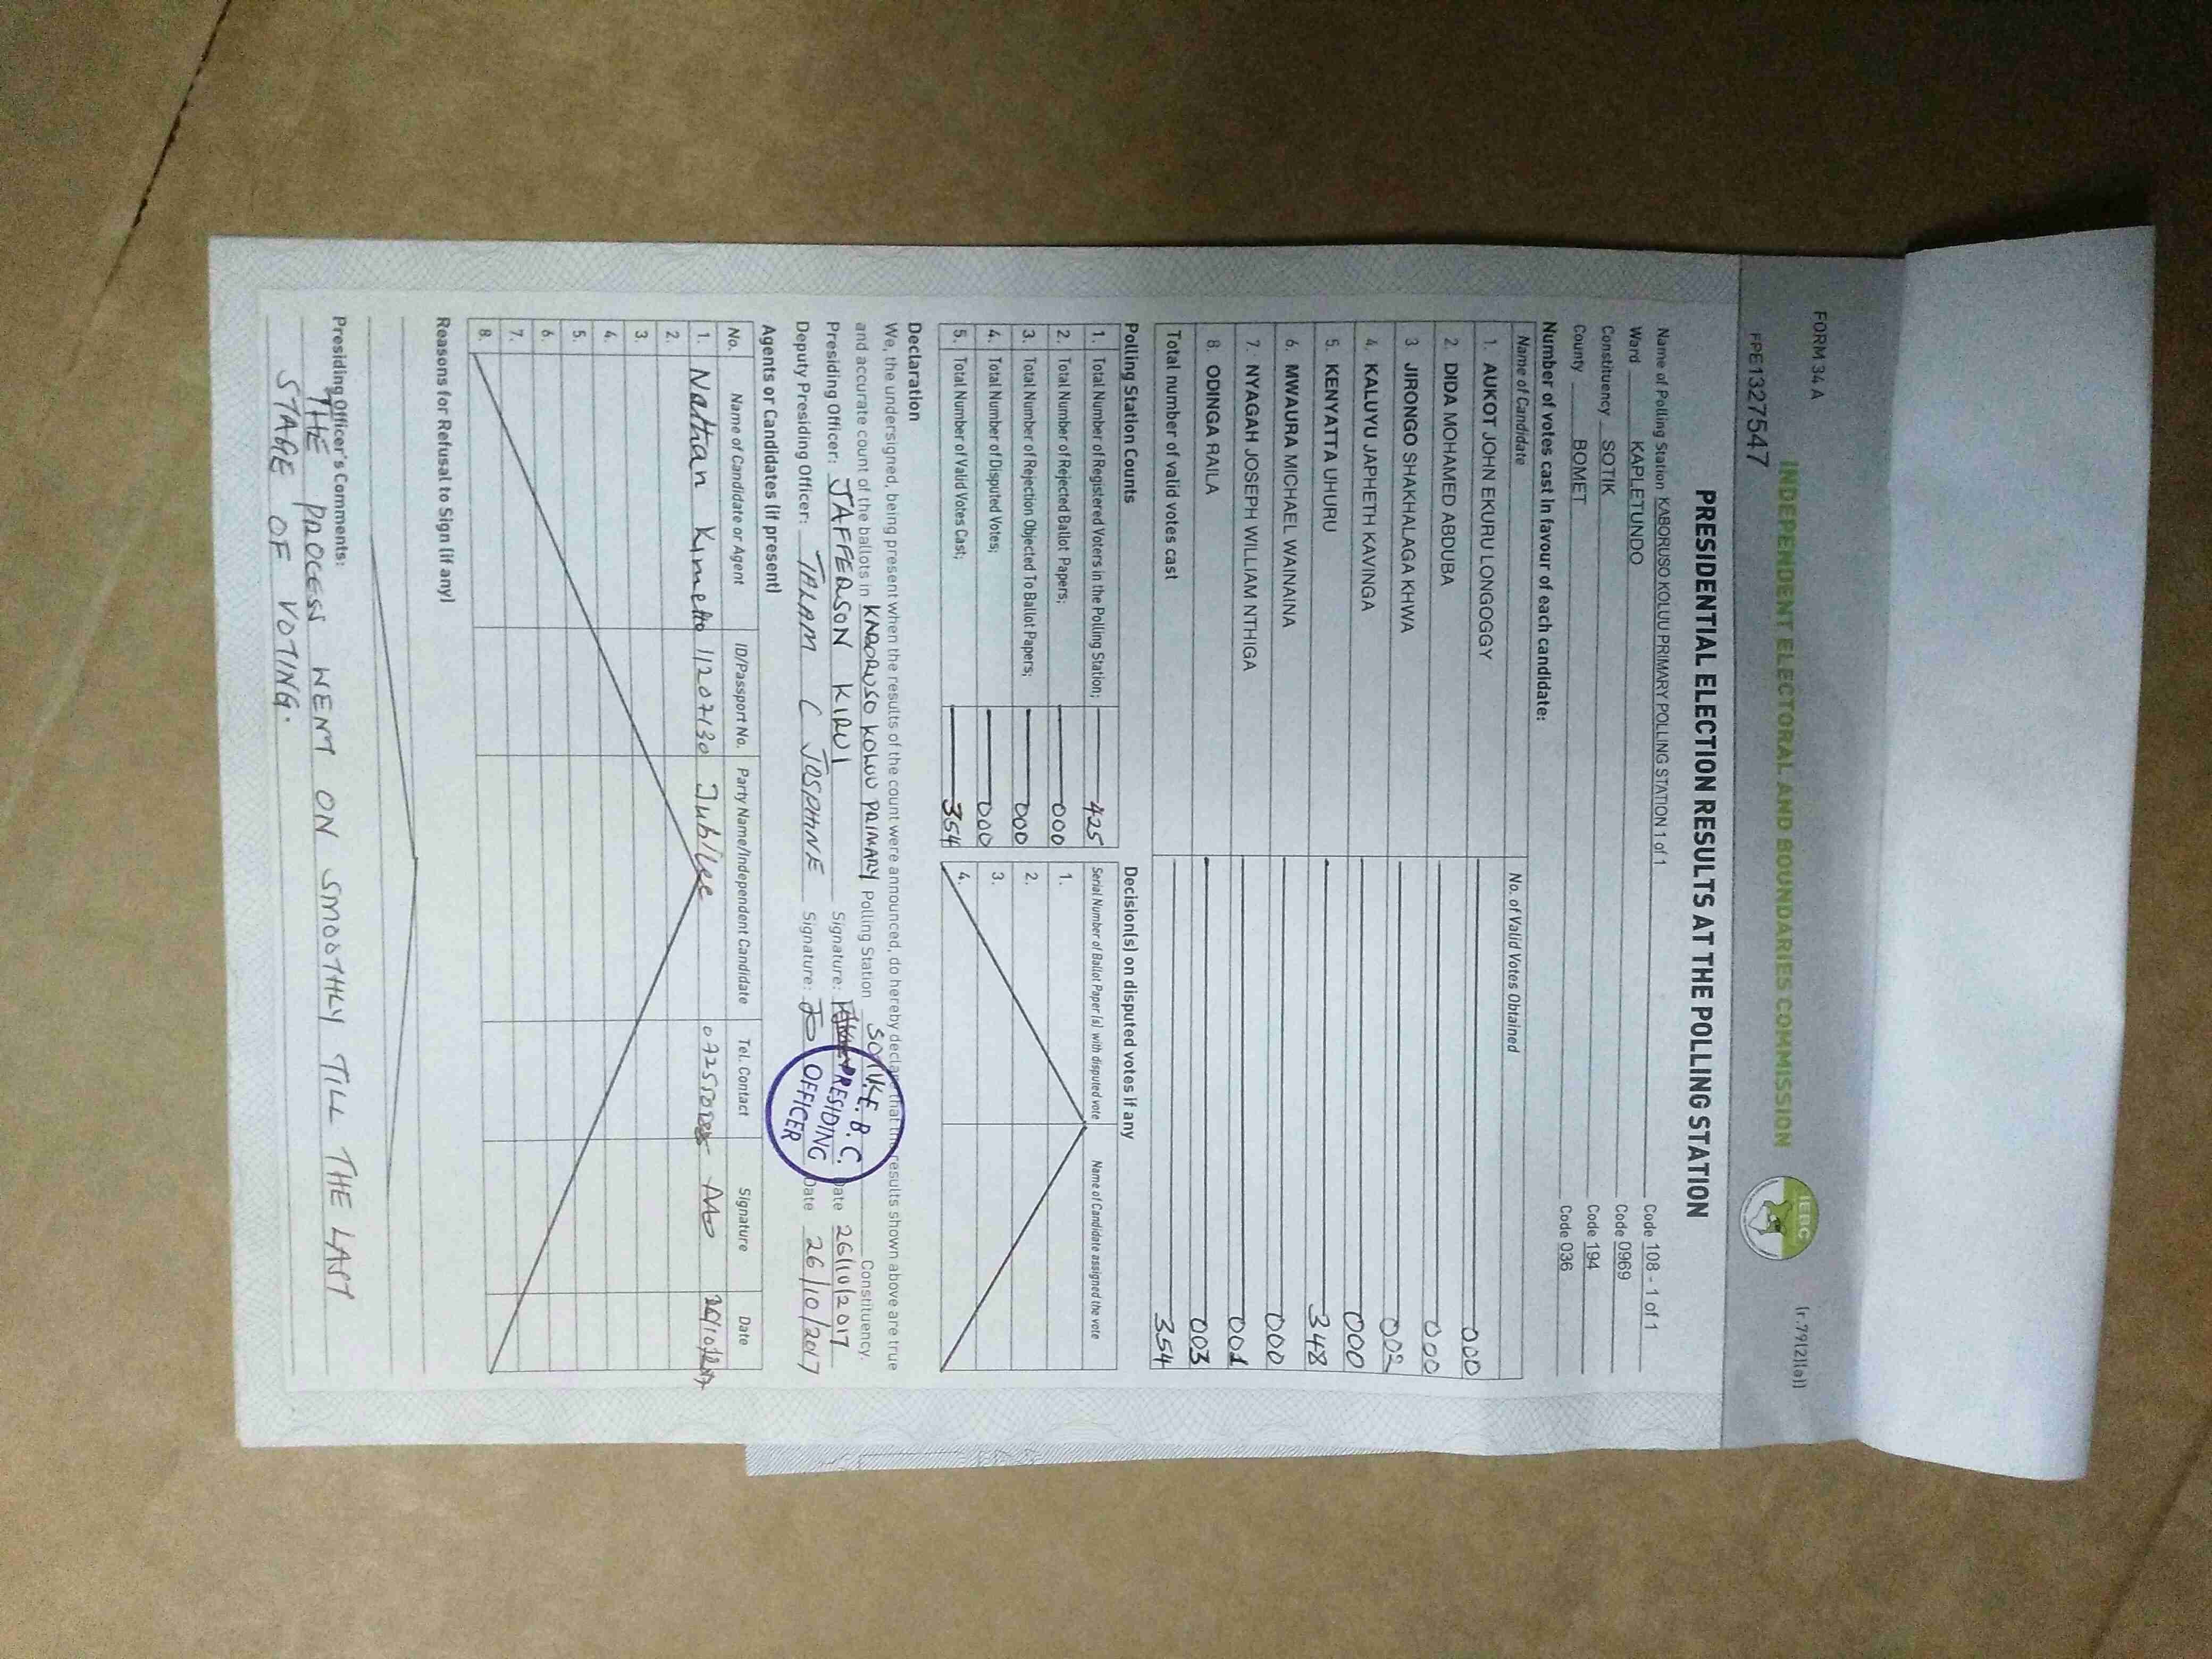 FORM 34 A
(r.79(2)(a))
FPE1327547
INDEPENDENT ELECTORAL AND BOUNDARIES COMMISSION
IEBC
PRESIDENTIAL ELECTION RESULTS AT THE POLLING STATION
Name of Polling Station KABORUSO KOLUU PRIMARY POLLING STATION 1 of 1 Code 108 - 1 of 1
Ward KAPLETUNDO Code 0969
Constituency SOTIK Code 194
County BOMET Code 036
Number of votes cast in favour of each candidate:
Name of Candidate No. of Valid Votes Obtained
1. AUKOT JOHN EKURU LONGOGGY 000
2. DIDA MOHAMED ABDUBA 000
3 JIRONGO SHAKHALAGA KHWA 002
4. KALUYU JAPHETH KAVINGA 000
5. KENYATTA UHURU 348
6. MWAURA MICHAEL WAINAINA 000
7. NYAGAH JOSEPH WILLIAM NTHIGA 001
8. ODINGA RAILA 003
Total number of valid votes cast 354
Polling Station Counts
1. Total Number of Registered Voters in the Polling Station; 425
2. Total Number of Rejected Ballot Papers; 000
3. Total Number of Rejection Objected To Ballot Papers; 000
4. Total Number of Disputed Votes; 000
5. Total Number of Valid Votes Cast; 354
Decision(s) on disputed votes if any
Serial Number of Ballot Paper(s) with disputed vote Name of Candidate assigned the vote
1.
2.
3.
4.
Declaration
We, the undersigned, being present when the results of the count were announced, do hereby declare that the results shown above are true
and accurate count of the ballots in KABORUSO KOLUU PRIMARY Polling Station SOTIK Constituency.
Presiding Officer: JAFFERSON KIRUI Signature: Date 26/10/2017
Deputy Presiding Officer: TALAM C JOSPHINE Signature: Date 26/10/2017
I.E.B.C.
PRESIDING
OFFICER
Agents or Candidates (if present)
No. Name of Candidate or Agent ID/Passport No. Party Name/Independent Candidate Tel. Contact Signature Date
1. Nathan Kimetto 11207130 Jubilee
2.
3.
4.
5.
6.
7.
8.
Reasons for Refusal to Sign (if any)
Presiding Officer's Comments:
THE PROCESS WENT ON SMOOTHLY TILL THE LAST
STAGE OF VOTING.